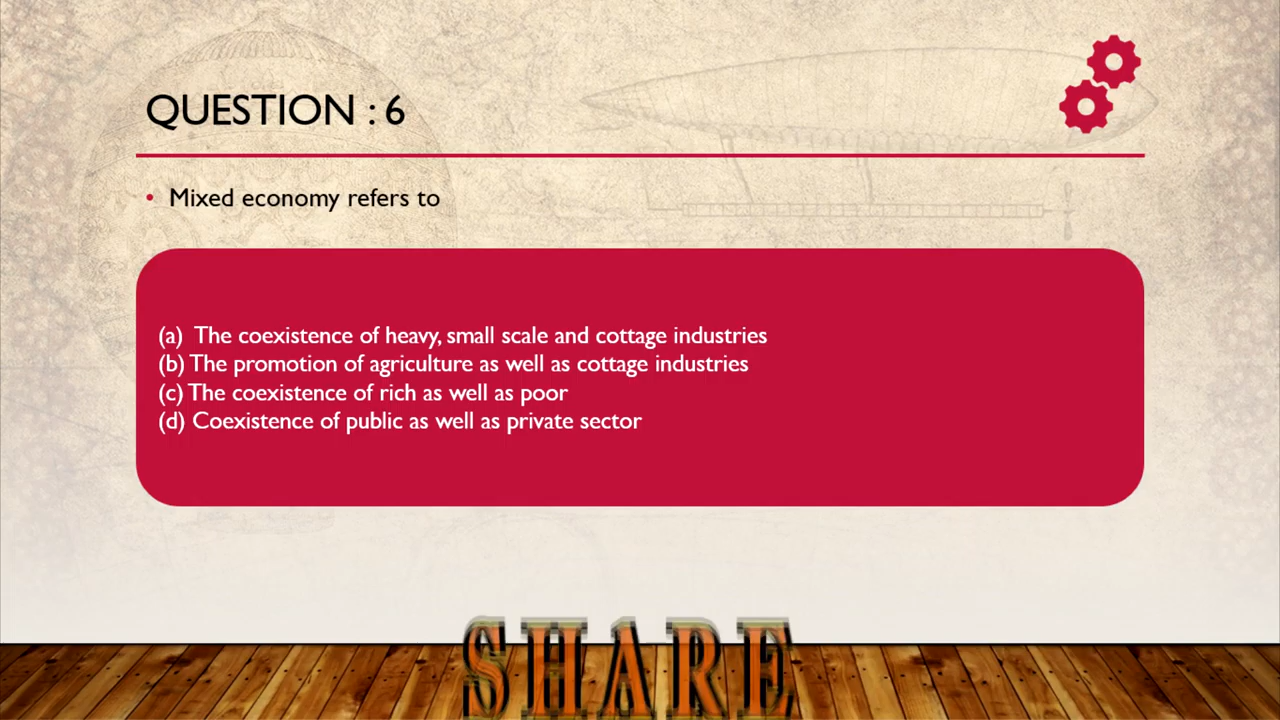 QUESTION : 6
• Mixed economy refers to
(a) The coexistence of heavy, small scale and cottage industries
(b) The promotion of agriculture as well as cottage industries
(c) The coexistence of rich as well as poor
(d) Coexistence of public as well as private sector
SHARE